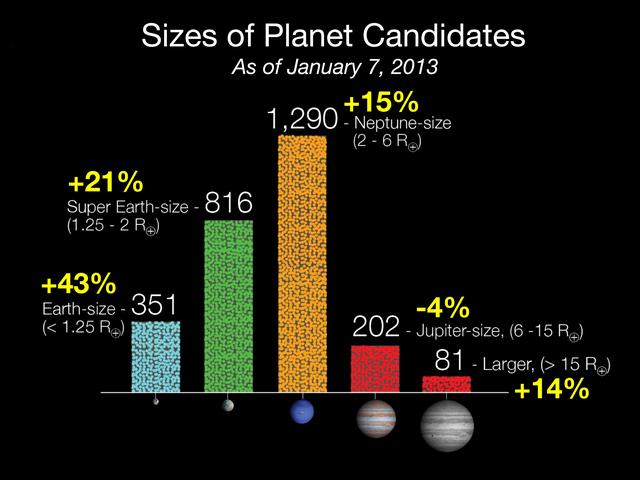 Sizes of Planet Candidates
As of January 7, 2013
+15%
1,290 - Neptune-size
(2 - 6 R⊕)
+21%
Super Earth-size - 816
(1.25 - 2 R⊕)
+43%
Earth-size - 351
(< 1.25 R⊕)
-4%
202 - Jupiter-size, (6 -15 R⊕)
81 - Larger, (> 15 R⊕)
+14%